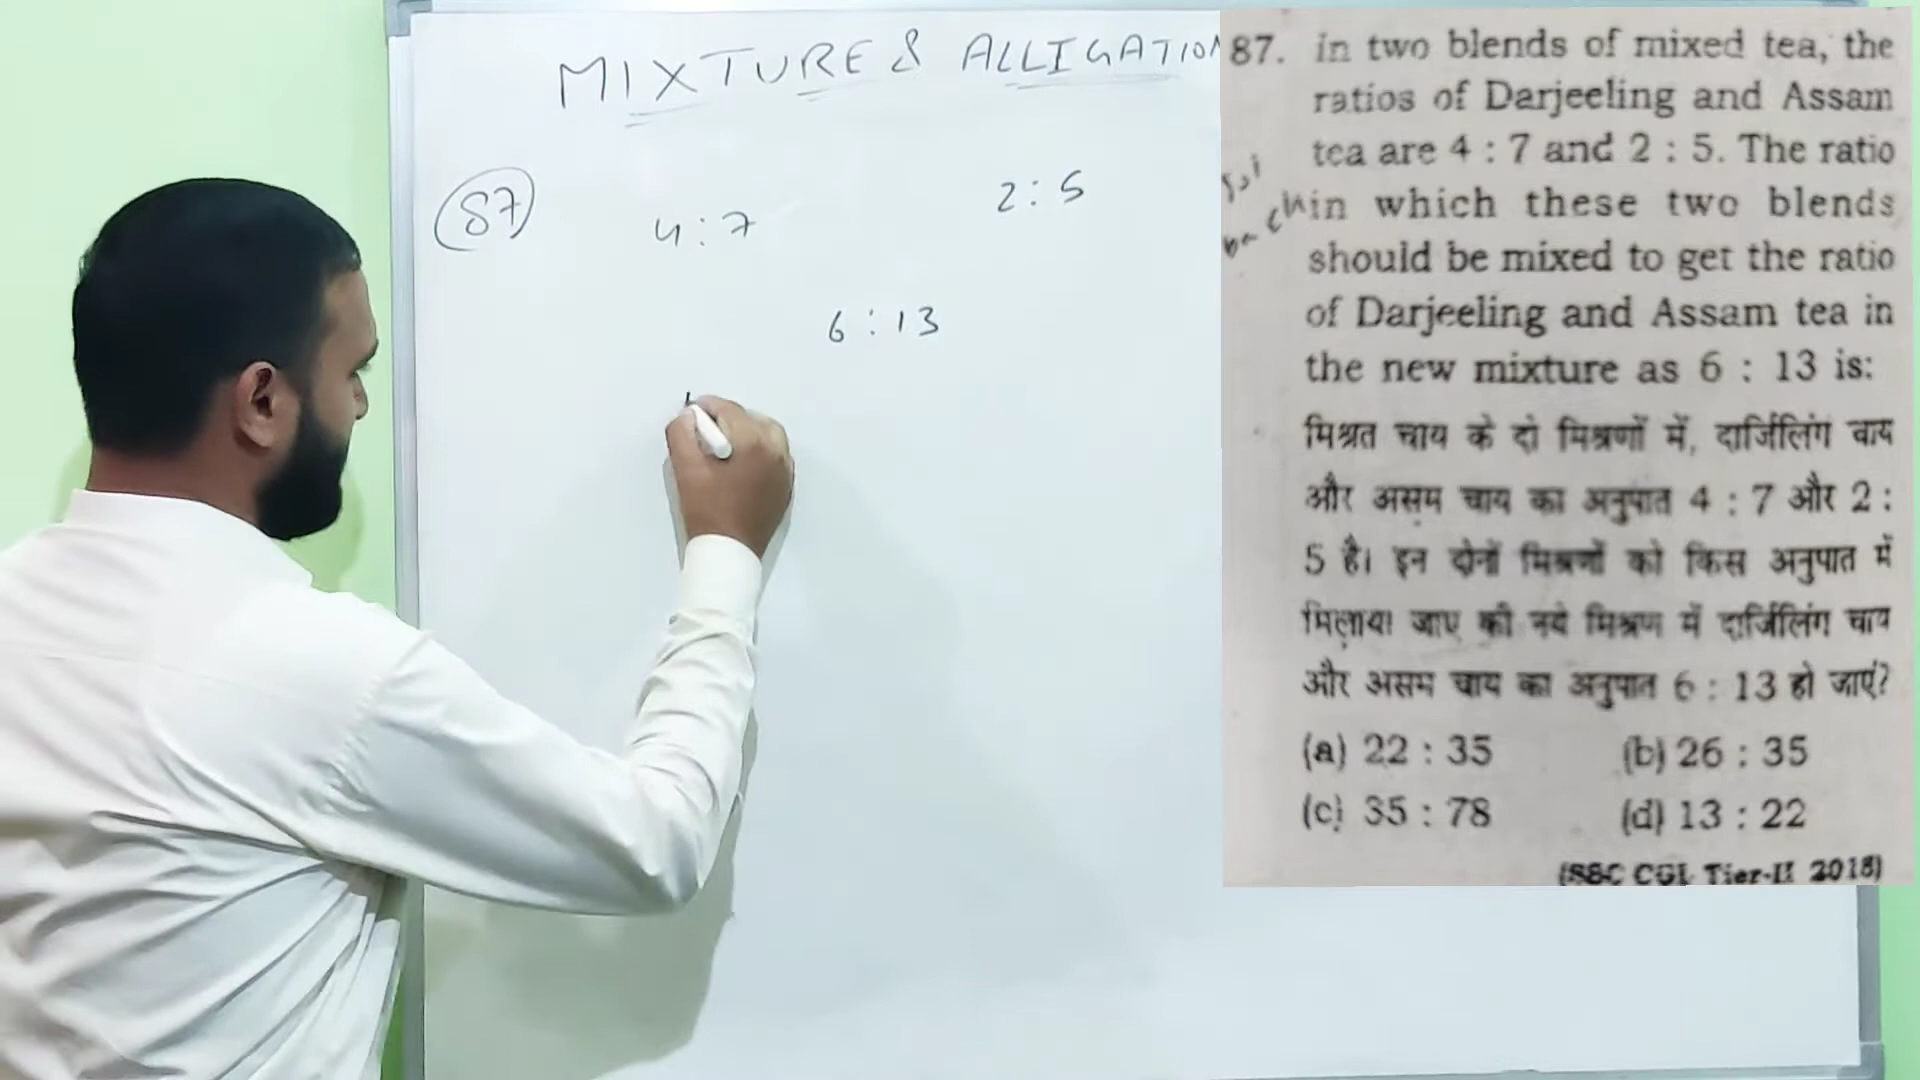 MIXTURE & ALLIGATION
87
4 : 7
2 : 5
6 : 13
87. in two blends of mixed tea, the
ratios of Darjeeling and Assam
tea are 4 : 7 and 2 : 5. The ratio
in which these two blends
should be mixed to get the ratio
of Darjeeling and Assam tea in
the new mixture as 6 : 13 is:
मिश्रत चाय के दो मिश्रणों में, दार्जिलिंग चाय
और असम चाय का अनुपात 4 : 7 और 2 :
5 है। इन दोनों मिश्रणों को किस अनुपात में
मिलाया जाए की नये मिश्रण में दार्जिलिंग चाय
और असम चाय का अनुपात 6 : 13 हो जाएं?
(a) 22 : 35 (b) 26 : 35
(c) 35 : 78 (d) 13 : 22
(SSC CGL Tier-II 2018)